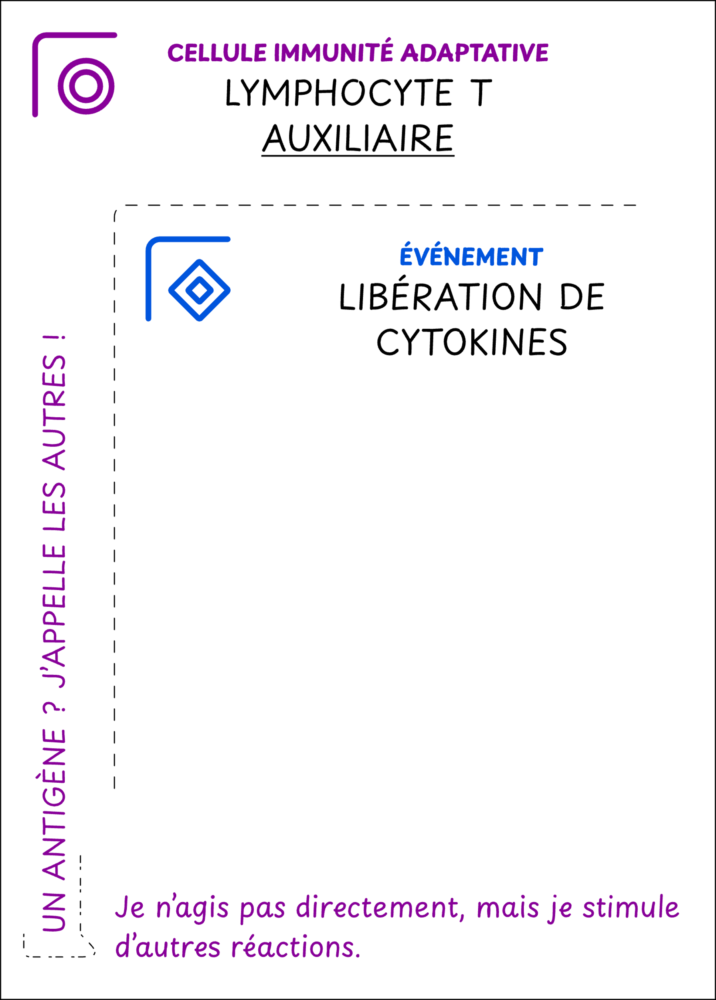 CELLULE IMMUNITÉ ADAPTATIVE
LYMPHOCYTE T
AUXILIAIRE
ÉVÉNEMENT
LIBÉRATION DE
CYTOKINES
UN ANTIGÈNE ? J'APPELLE LES AUTRES !
Je n'agis pas directement, mais je stimule
d'autres réactions.